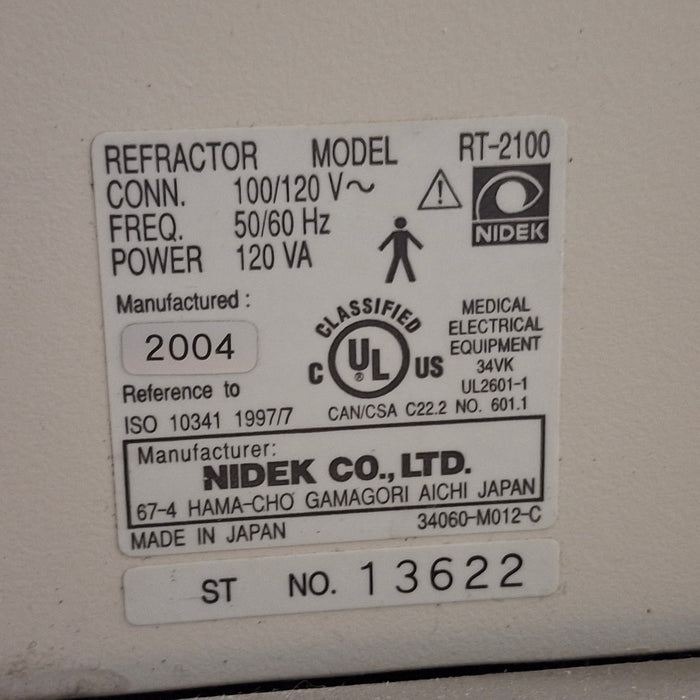 REFRACTOR MODEL RT-2100
CONN. 100/120 V~
FREQ. 50/60 Hz
POWER 120 VA
NIDEK
Manufactured :
2004
Reference to
ISO 10341 1997/7
CLASSIFIED
C UL® US
MEDICAL
ELECTRICAL
EQUIPMENT
34VK
UL2601-1
CAN/CSA C22.2 NO. 601.1
Manufacturer:
NIDEK CO.,LTD.
67-4 HAMA-CHO GAMAGORI AICHI JAPAN
MADE IN JAPAN 34060-M012-C
ST NO. 13622